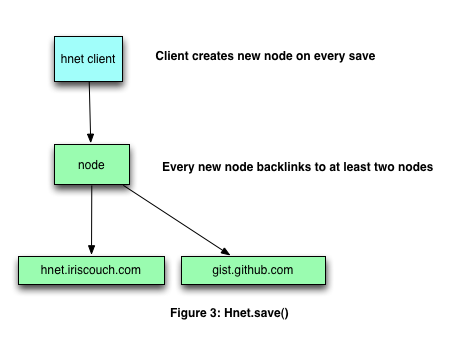 hnet client
Client creates new node on every save
node
Every new node backlinks to at least two nodes
hnet.iriscouch.com
gist.github.com
Figure 3: Hnet.save()